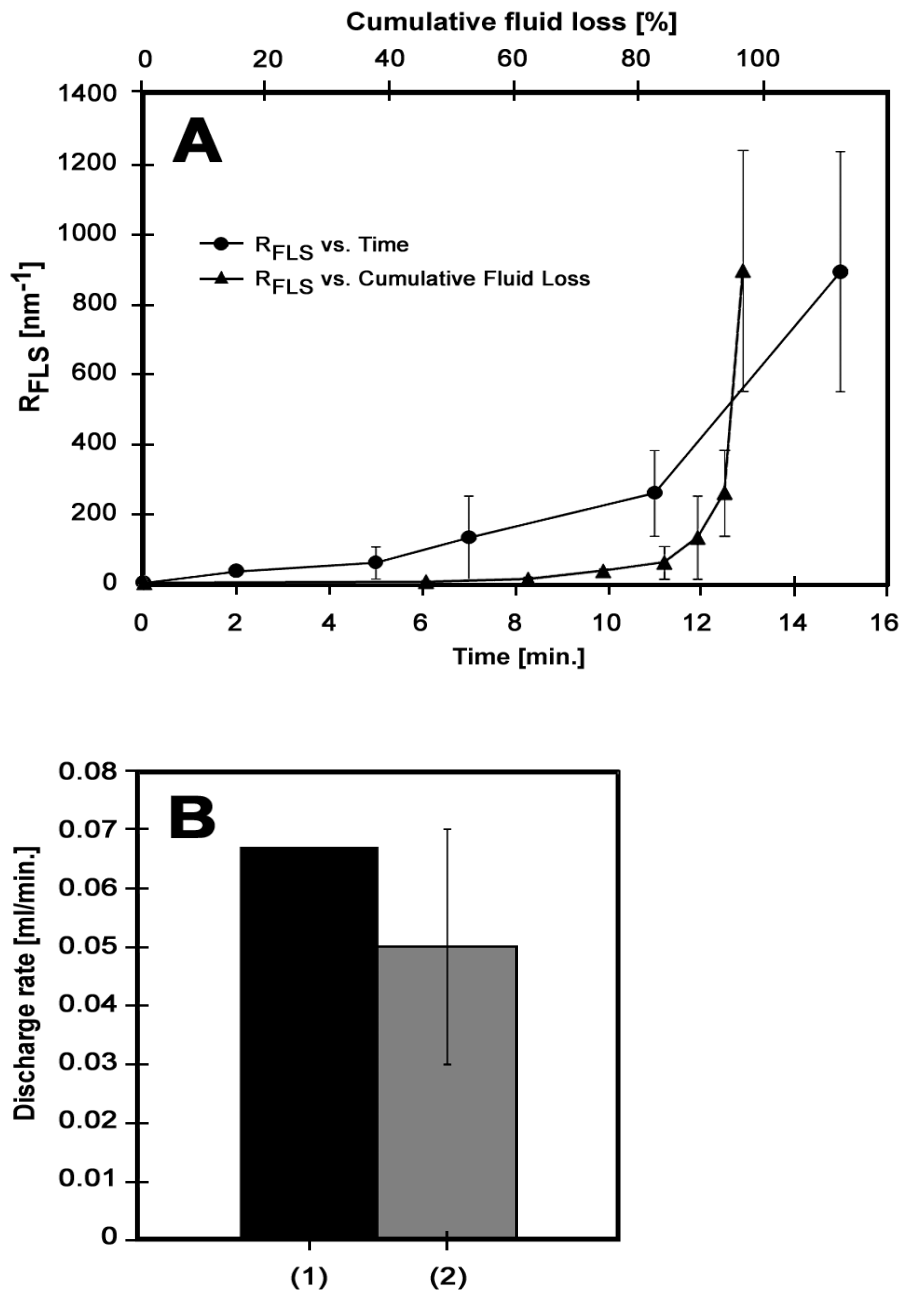 Cumulative fluid loss [%]
0 20 40 60 80 100
A
1400
1200
1000
800
600
400
200
0
R_FLS [nm⁻¹]
R_FLS vs. Time
R_FLS vs. Cumulative Fluid Loss
0 2 4 6 8 10 12 14 16
Time [min.]
B
0.08
0.07
0.06
0.05
0.04
0.03
0.02
0.01
0
Discharge rate [ml/min.]
(1) (2)